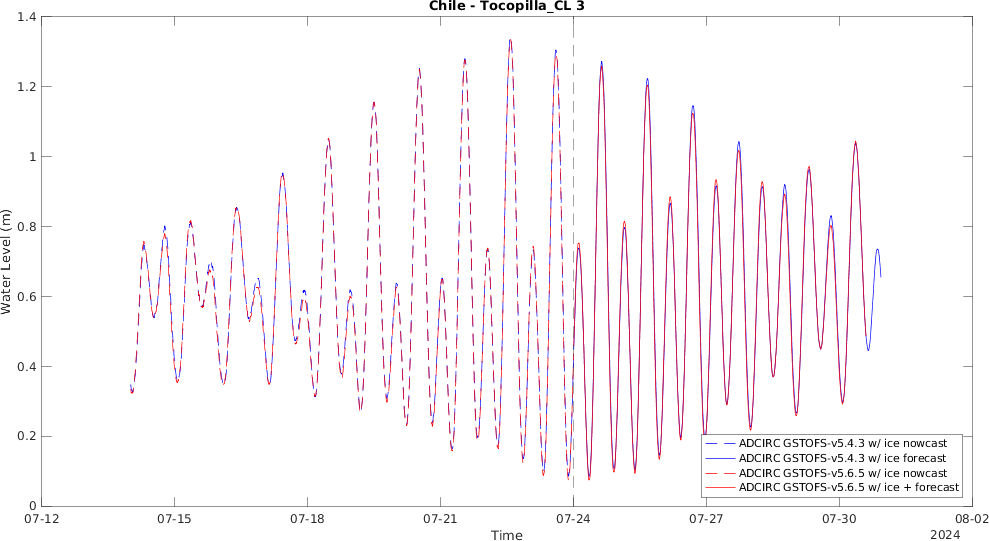 Chile - Tocopilla_CL 3
1.4
1.2
1
0.8
0.6
0.4
0.2
0
Water Level (m)
07-12
07-15
07-18
07-21
07-24
07-27
07-30
08-02
Time
2024
ADCIRC GSTOFS-v5.4.3 w/ ice nowcast
ADCIRC GSTOFS-v5.4.3 w/ ice forecast
ADCIRC GSTOFS-v5.6.5 w/ ice nowcast
ADCIRC GSTOFS-v5.6.5 w/ ice + forecast